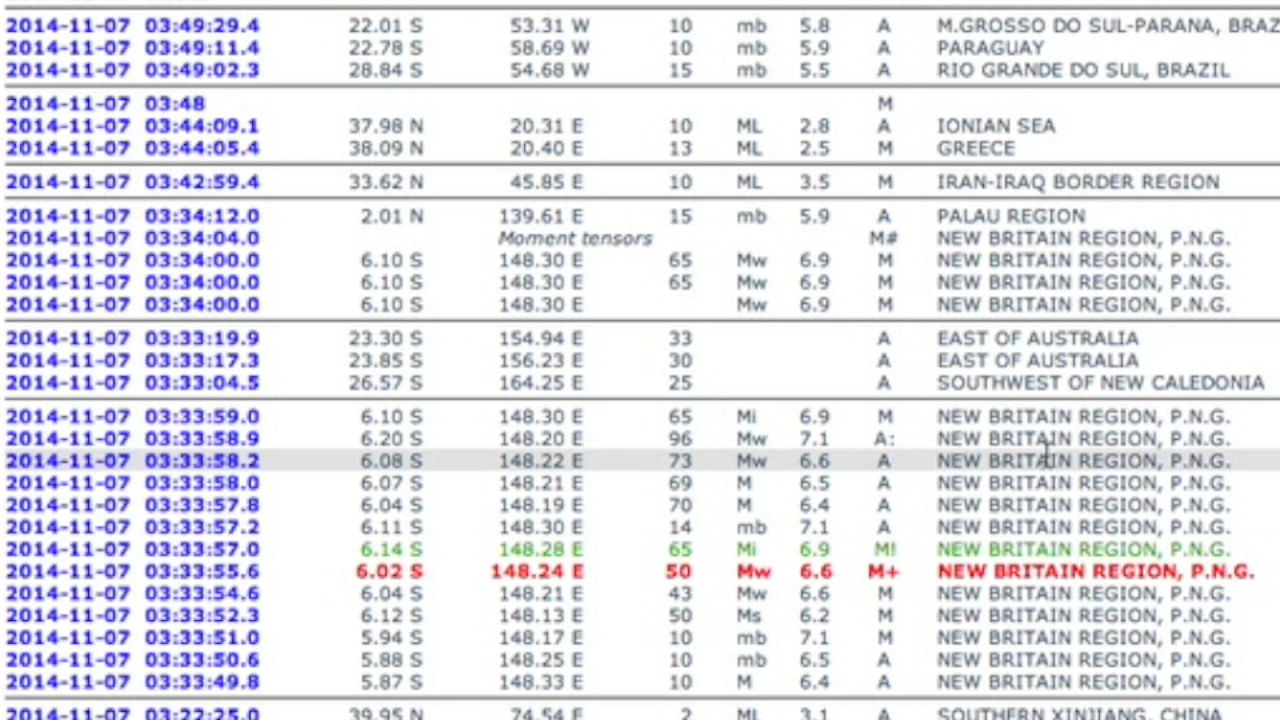 2014-11-07 03:49:29.4 22.01 S 53.31 W 10 mb 5.8 A M.GROSSO DO SUL-PARANA, BRAZ
2014-11-07 03:49:11.4 22.78 S 58.69 W 10 mb 5.9 A PARAGUAY
2014-11-07 03:49:02.3 28.84 S 54.68 W 15 mb 5.5 A RIO GRANDE DO SUL, BRAZIL
2014-11-07 03:48 M
2014-11-07 03:44:09.1 37.98 N 20.31 E 10 ML 2.8 A IONIAN SEA
2014-11-07 03:44:05.4 38.09 N 20.40 E 13 ML 2.5 M GREECE
2014-11-07 03:42:59.4 33.62 N 45.85 E 10 ML 3.5 M IRAN-IRAQ BORDER REGION
2014-11-07 03:34:12.0 2.01 N 139.61 E 15 mb 5.9 A PALAU REGION
2014-11-07 03:34:04.0 Moment tensors M# NEW BRITAIN REGION, P.N.G.
2014-11-07 03:34:00.0 6.10 S 148.30 E 65 Mw 6.9 M NEW BRITAIN REGION, P.N.G.
2014-11-07 03:34:00.0 6.10 S 148.30 E 65 Mw 6.9 M NEW BRITAIN REGION, P.N.G.
2014-11-07 03:34:00.0 6.10 S 148.30 E Mw 6.9 M NEW BRITAIN REGION, P.N.G.
2014-11-07 03:33:19.9 23.30 S 154.94 E 33 A EAST OF AUSTRALIA
2014-11-07 03:33:17.3 23.85 S 156.23 E 30 A EAST OF AUSTRALIA
2014-11-07 03:33:04.5 26.57 S 164.25 E 25 A SOUTHWEST OF NEW CALEDONIA
2014-11-07 03:33:59.0 6.10 S 148.30 E 65 Mi 6.9 M NEW BRITAIN REGION, P.N.G.
2014-11-07 03:33:58.9 6.20 S 148.20 E 96 Mw 7.1 A: NEW BRITAIN REGION, P.N.G.
2014-11-07 03:33:58.2 6.08 S 148.22 E 73 Mw 6.6 A NEW BRITAIN REGION, P.N.G.
2014-11-07 03:33:58.0 6.07 S 148.21 E 69 M 6.5 A NEW BRITAIN REGION, P.N.G.
2014-11-07 03:33:57.8 6.04 S 148.19 E 70 M 6.4 A NEW BRITAIN REGION, P.N.G.
2014-11-07 03:33:57.2 6.11 S 148.30 E 14 mb 7.1 A NEW BRITAIN REGION, P.N.G.
2014-11-07 03:33:57.0 6.14 S 148.28 E 65 Mi 6.9 M! NEW BRITAIN REGION, P.N.G.
2014-11-07 03:33:55.6 6.02 S 148.24 E 50 Mw 6.6 M+ NEW BRITAIN REGION, P.N.G.
2014-11-07 03:33:54.6 6.04 S 148.21 E 43 Mw 6.6 M NEW BRITAIN REGION, P.N.G.
2014-11-07 03:33:52.3 6.12 S 148.13 E 50 Ms 6.2 M NEW BRITAIN REGION, P.N.G.
2014-11-07 03:33:51.0 5.94 S 148.17 E 10 mb 7.1 M NEW BRITAIN REGION, P.N.G.
2014-11-07 03:33:50.6 5.88 S 148.25 E 10 mb 6.5 A NEW BRITAIN REGION, P.N.G.
2014-11-07 03:33:49.8 5.87 S 148.33 E 10 M 6.4 A NEW BRITAIN REGION, P.N.G.
2014-11-07 03:22:25.0 39.95 N 74.54 E 2 ML 3.1 A SOUTHERN XINJIANG, CHINA